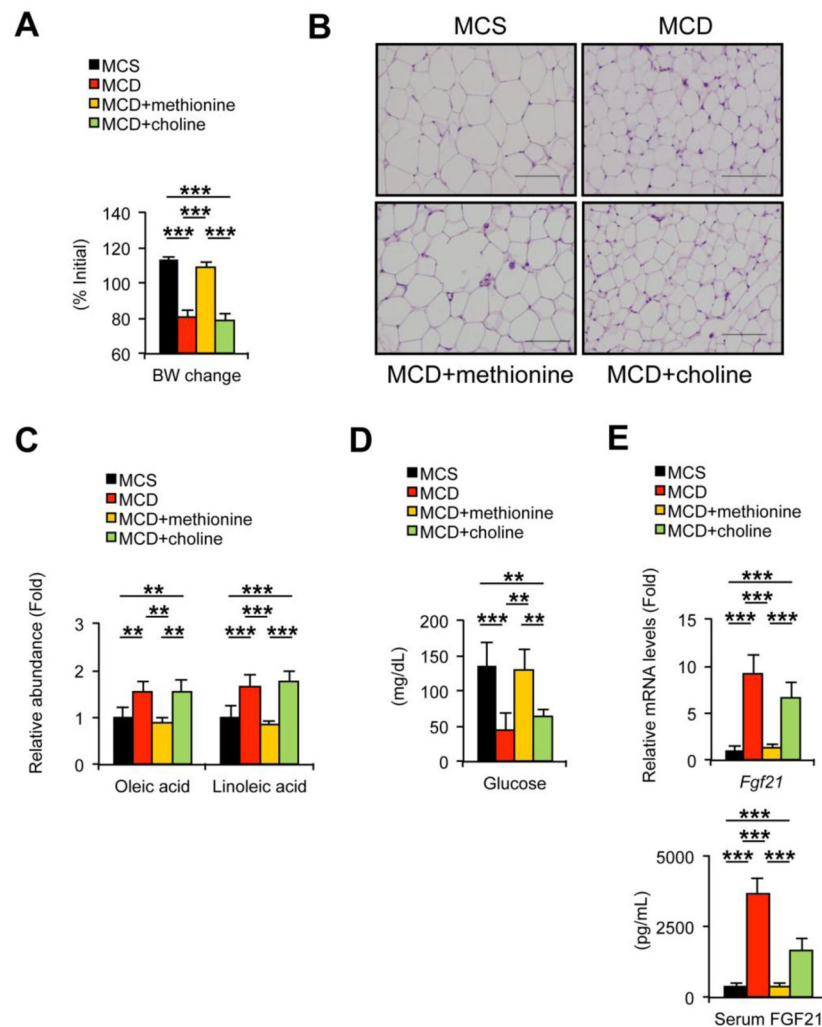 A
MCS
MCD
MCD+methionine
MCD+choline
***
***
*** ***
140
120
100
80
60
(% Initial)
BW change
B
MCS MCD
MCD+methionine MCD+choline
C
MCS
MCD
MCD+methionine
MCD+choline
** ***
** ***
** ** *** ***
3
2
1
0
Relative abundance (Fold)
Oleic acid Linoleic acid
D
MCS
MCD
MCD+methionine
MCD+choline
**
**
*** **
200
150
100
50
0
(mg/dL)
Glucose
E
MCS
MCD
MCD+methionine
MCD+choline
***
***
*** ***
15
10
5
0
Relative mRNA levels (Fold)
Fgf21
***
***
*** ***
5000
2500
0
(pg/mL)
Serum FGF21